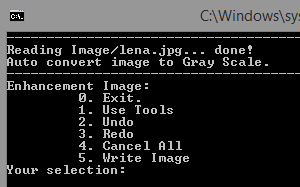 C:\Windows\sys
Reading Image/lena.jpg... done!
Auto convert image to Gray Scale.
Enhancement Image:
0. Exit.
1. Use Tools
2. Undo
3. Redo
4. Cancel All
5. Write Image
Your selection: